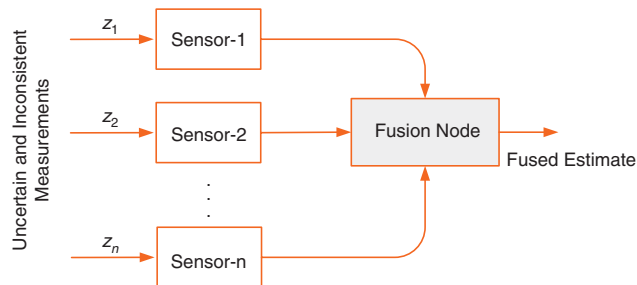 Uncertain and Inconsistent
Measurements
z1
Sensor-1
z2
Sensor-2
.
.
.
zn
Sensor-n
Fusion Node
Fused Estimate